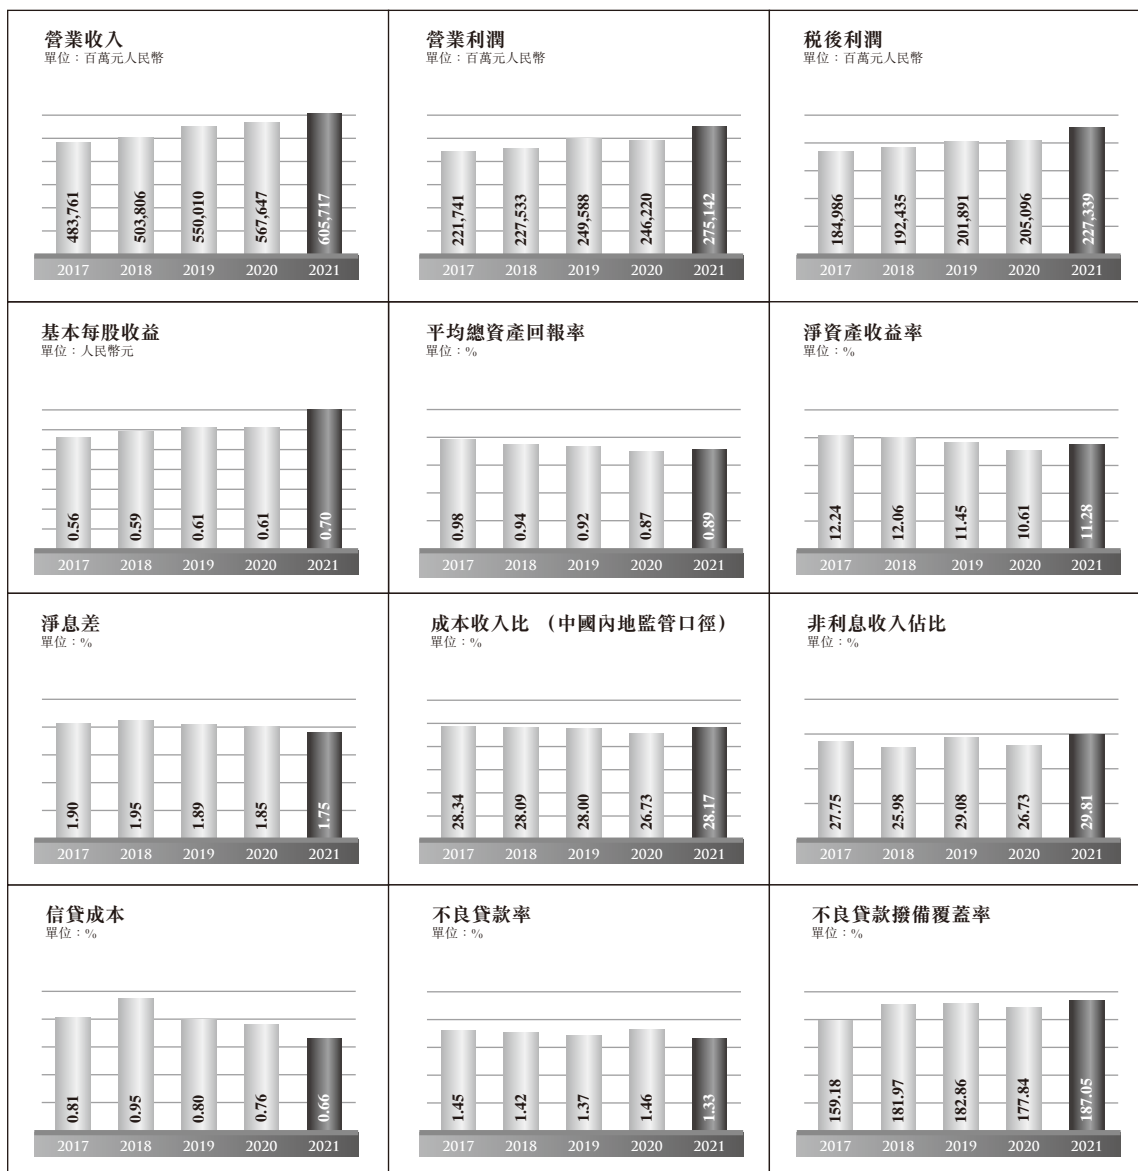 營業收入
單位：百萬元人民幣
483,761
503,806
550,010
567,647
605,717
2017 2018 2019 2020 2021
營業利潤
單位：百萬元人民幣
221,741
227,533
249,588
246,220
275,142
2017 2018 2019 2020 2021
税後利潤
單位：百萬元人民幣
184,986
192,435
201,891
205,096
227,339
2017 2018 2019 2020 2021
基本每股收益
單位：人民幣元
0.56
0.59
0.61
0.61
0.70
2017 2018 2019 2020 2021
平均總資產回報率
單位：%
0.98
0.94
0.92
0.87
0.89
2017 2018 2019 2020 2021
淨資產收益率
單位：%
12.24
12.06
11.45
10.61
11.28
2017 2018 2019 2020 2021
淨息差
單位：%
1.90
1.95
1.89
1.85
1.75
2017 2018 2019 2020 2021
成本收入比 （中國內地監管口徑）
單位：%
28.34
28.09
28.00
26.73
28.17
2017 2018 2019 2020 2021
非利息收入佔比
單位：%
27.75
25.98
29.08
26.73
29.81
2017 2018 2019 2020 2021
信貸成本
單位：%
0.81
0.95
0.80
0.76
0.66
2017 2018 2019 2020 2021
不良貸款率
單位：%
1.45
1.42
1.37
1.46
1.33
2017 2018 2019 2020 2021
不良貸款撥備覆蓋率
單位：%
159.18
181.97
182.86
177.84
187.05
2017 2018 2019 2020 2021